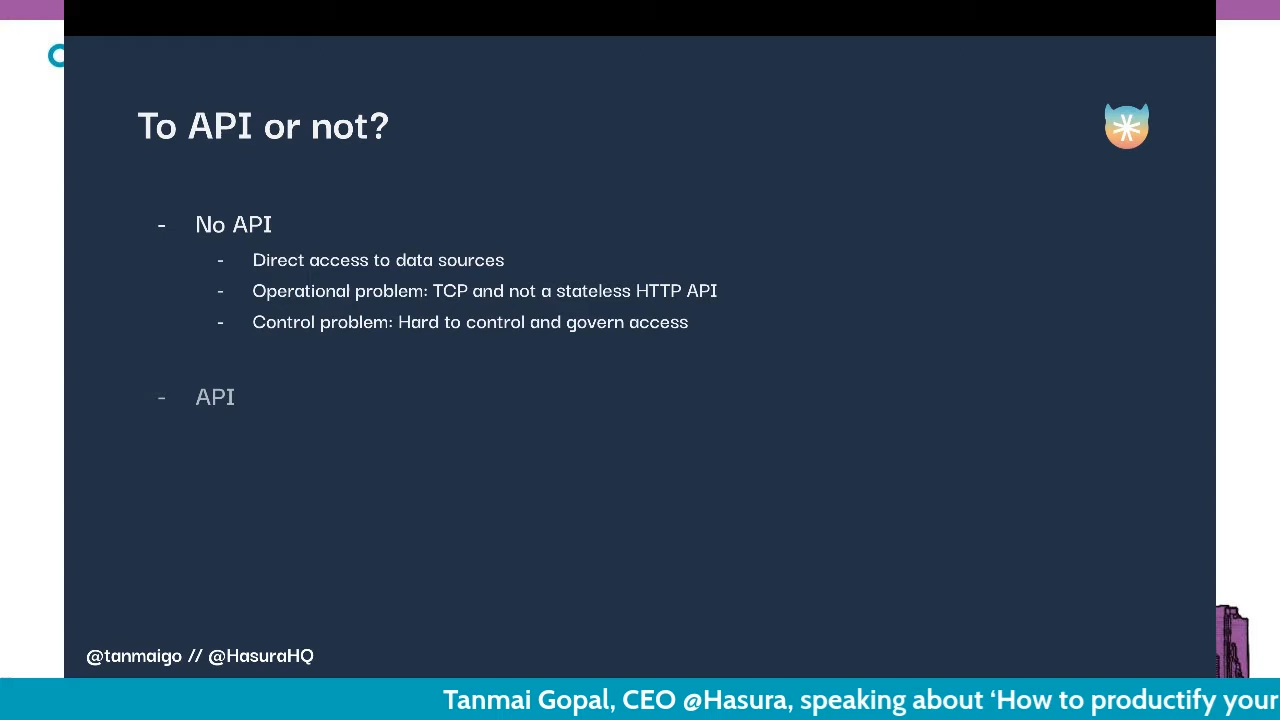 To API or not?
- No API
- Direct access to data sources
- Operational problem: TCP and not a stateless HTTP API
- Control problem: Hard to control and govern access
- API
@tanmaigo // @HasuraHQ
Tanmai Gopal, CEO @Hasura, speaking about ‘How to productify your